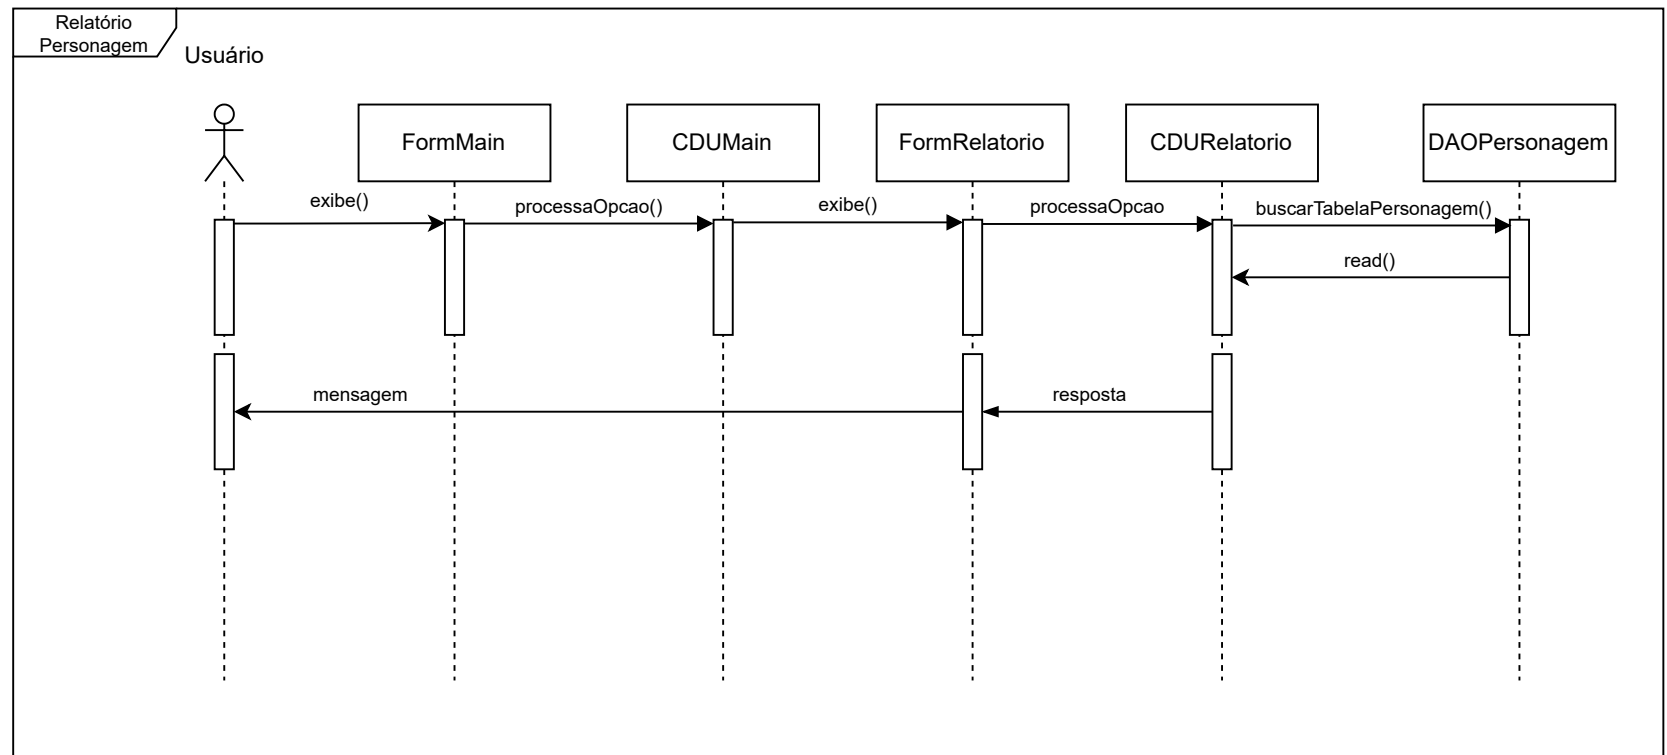 Relatório
Personagem
Usuário
FormMain
CDUMain
FormRelatorio
CDURelatorio
DAOPersonagem
exibe()
processaOpcao()
exibe()
processaOpcao
buscarTabelaPersonagem()
read()
mensagem
resposta